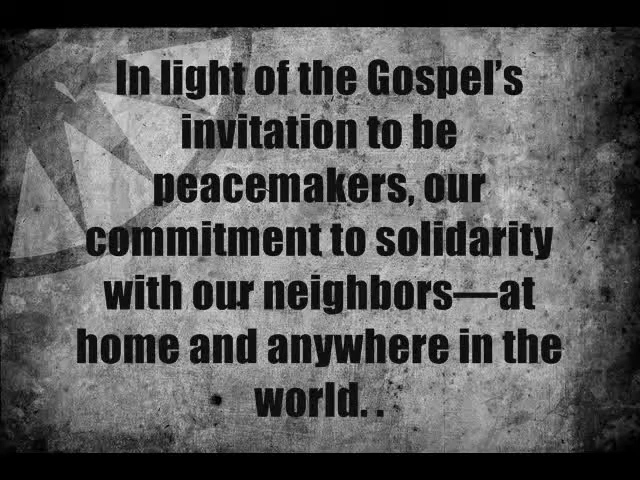 In light of the Gospel's
invitation to be
peacemakers, our
commitment to solidarity
with our neighbors—at
home and anywhere in the
world. .